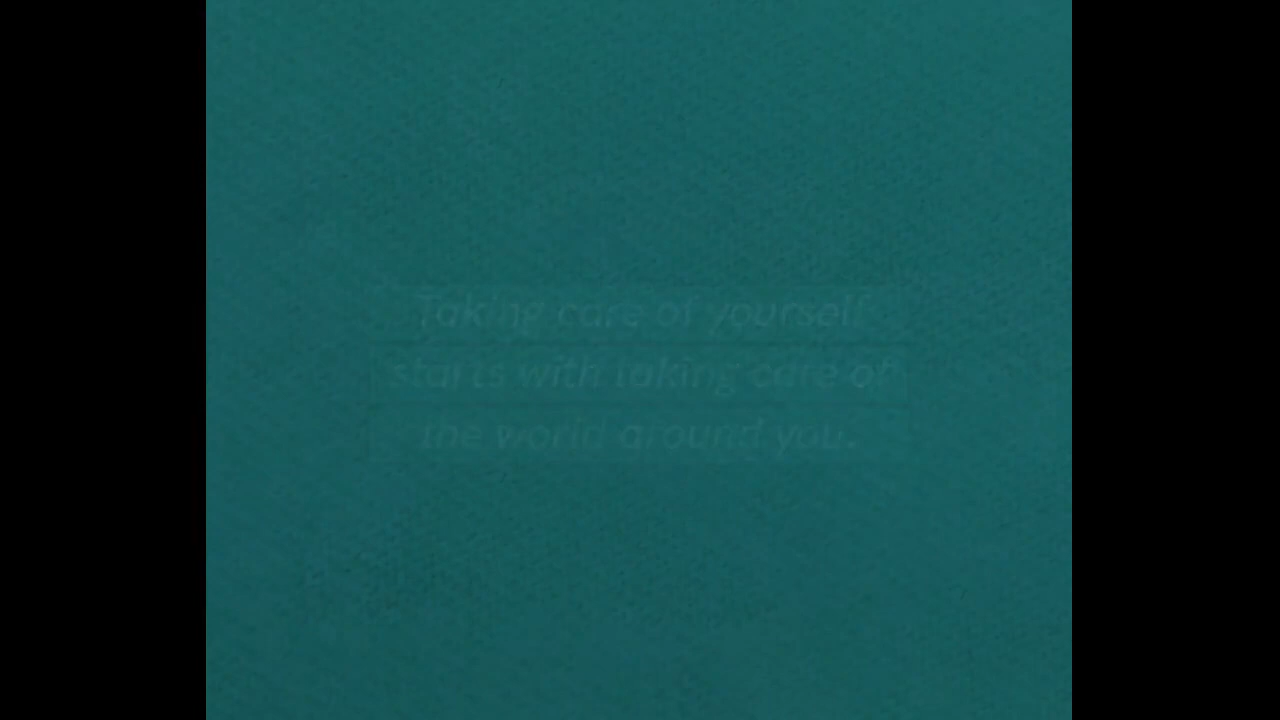 Taking care of yourself
starts with taking care of
the world around you.